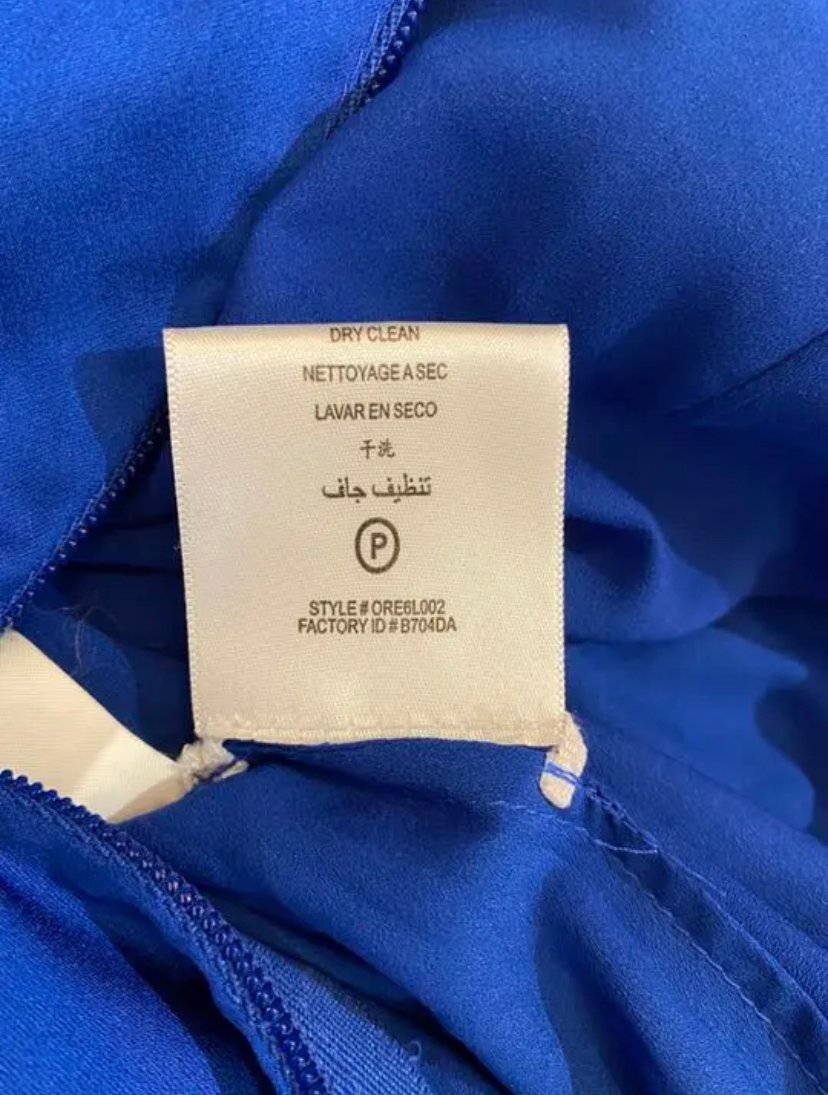 DRY CLEAN
NETTOYAGE A SEC
LAVAR EN SECO
干洗
تنظيف جاف
P
STYLE # ORE6L002
FACTORY ID # B704DA